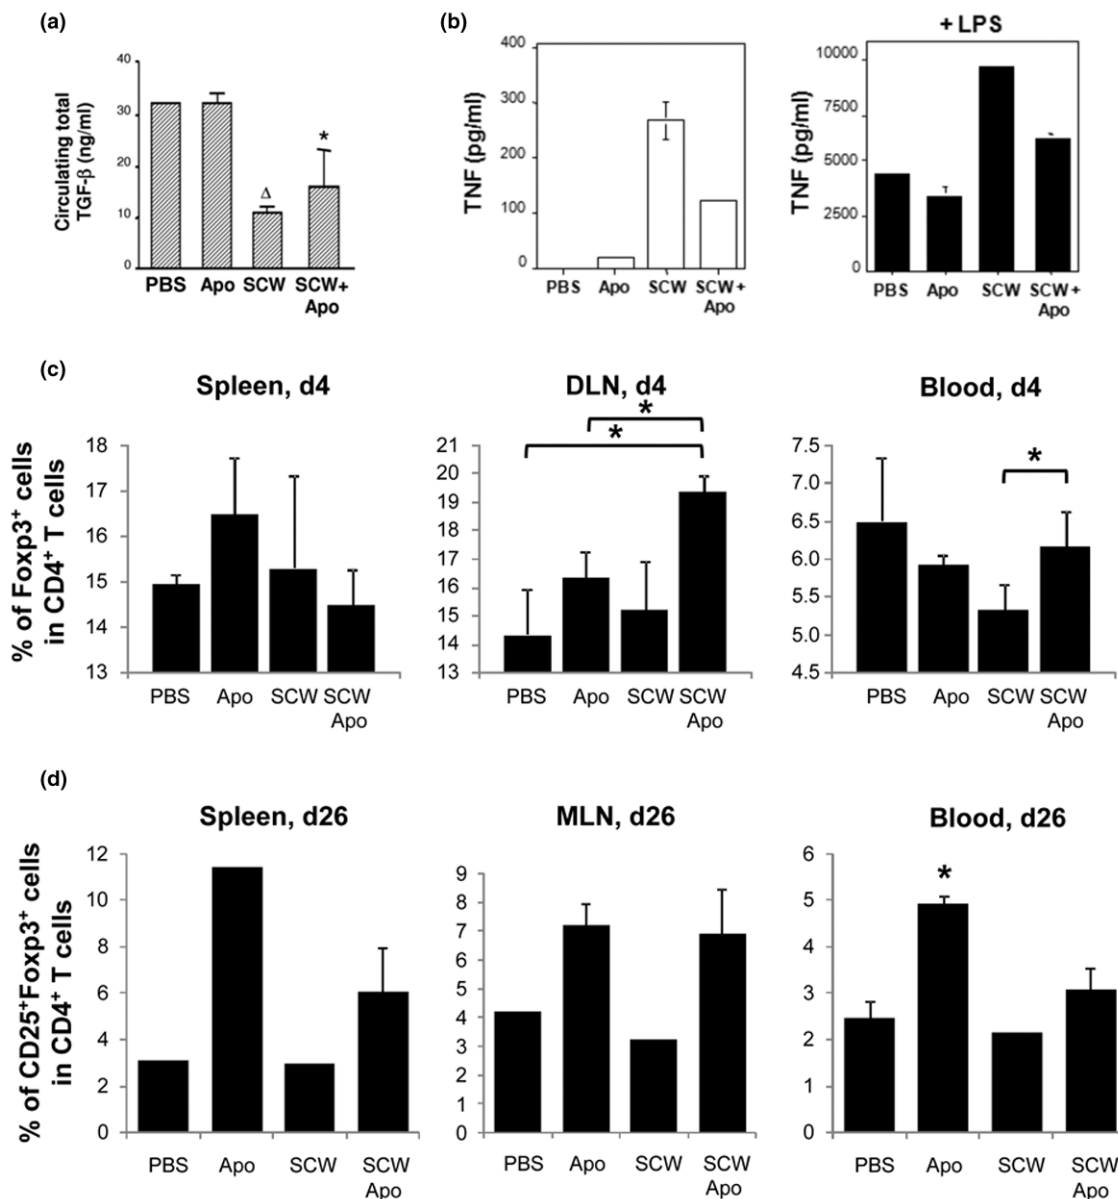 (a)
Circulating total
TGF-β (ng/ml)
40
30
20
10
0
Δ
*
PBS Apo SCW SCW+
Apo
(b)
TNF (pg/ml)
400
300
200
100
0
PBS Apo SCW SCW+
Apo
+ LPS
TNF (pg/ml)
10000
7500
5000
2500
0
PBS Apo SCW SCW+
Apo
(c)
% of Foxp3⁺ cells
in CD4⁺ T cells
Spleen, d4
18
17
16
15
14
13
PBS Apo SCW SCW
Apo
DLN, d4
*
*
21
20
19
18
17
16
15
14
13
PBS Apo SCW SCW
Apo
Blood, d4
*
7.5
7.0
6.5
6.0
5.5
5.0
4.5
PBS Apo SCW SCW
Apo
(d)
% of CD25⁺Foxp3⁺ cells
in CD4⁺ T cells
Spleen, d26
12
10
8
6
4
2
0
PBS Apo SCW SCW
Apo
MLN, d26
9
8
7
6
5
4
3
2
1
0
PBS Apo SCW SCW
Apo
Blood, d26
*
6
5
4
3
2
1
0
PBS Apo SCW SCW
Apo